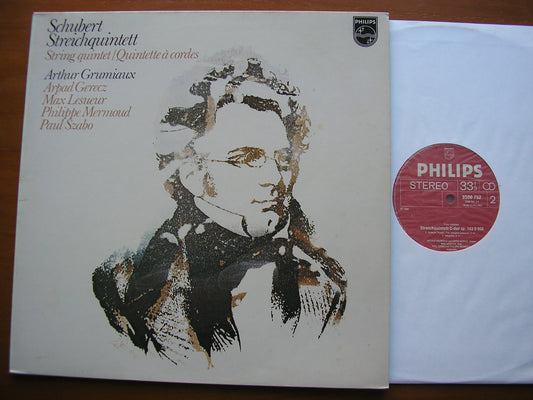 Schubert
Streichquintett
String quintet/Quintette à cordes
Arthur Grumiaux
Arpad Gerecz
Max Lesueur
Philippe Mermoud
Paul Szabo
PHILIPS
PHILIPS
STEREO 33⅓
2
Streichquintett C-dur op. 163 D 956